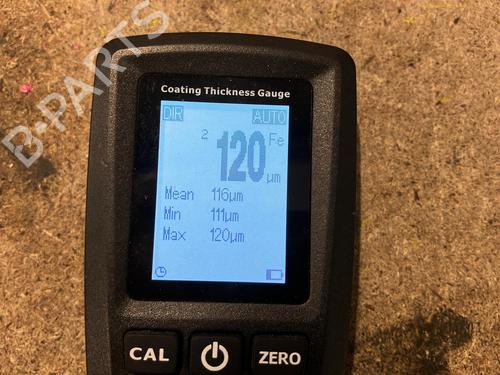 B-PARTS
Coating Thickness Gauge
DIR AUTO
2 120 Fe
µm
Mean 116µm
Min 111µm
Max 120µm
CAL ZERO